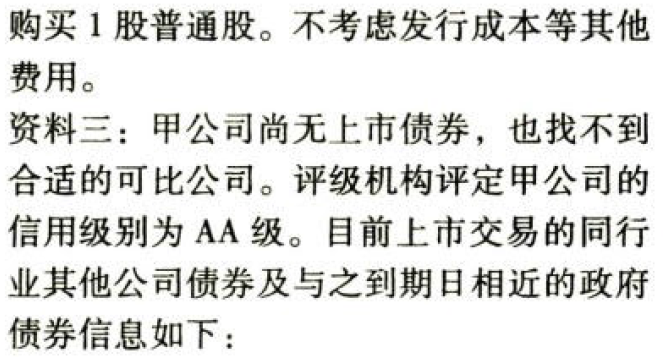 购买 1 股普通股。不考虑发行成本等其他
费用。
资料三：甲公司尚无上市债券，也找不到
合适的可比公司。评级机构评定甲公司的
信用级别为 AA 级。目前上市交易的同行
业其他公司债券及与之到期日相近的政府
债券信息如下：